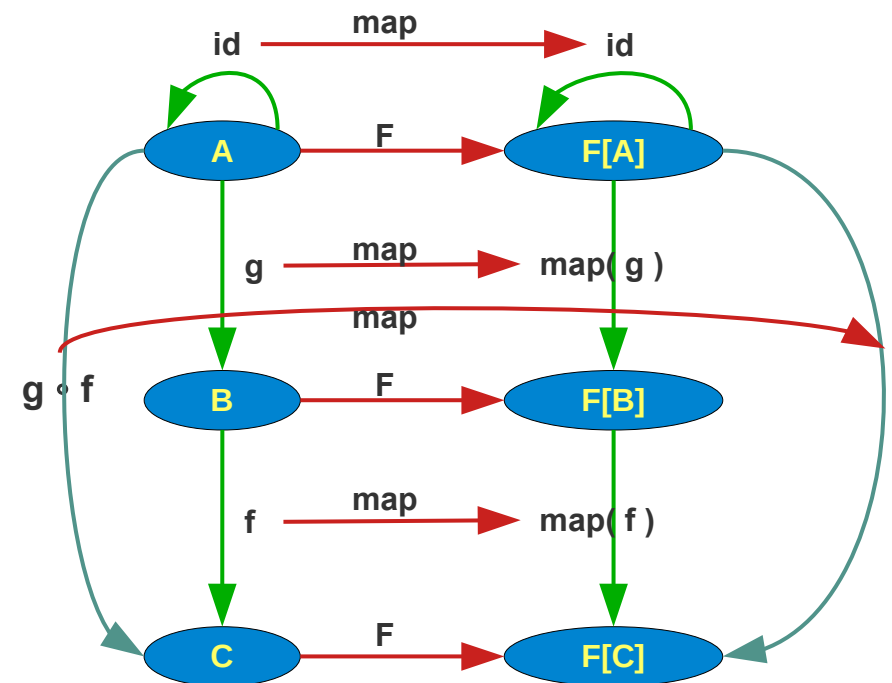 map
id id
F
A F[A]
map
g map( g )
map
F
g ∘ f B F[B]
map
f map( f )
F
C F[C]